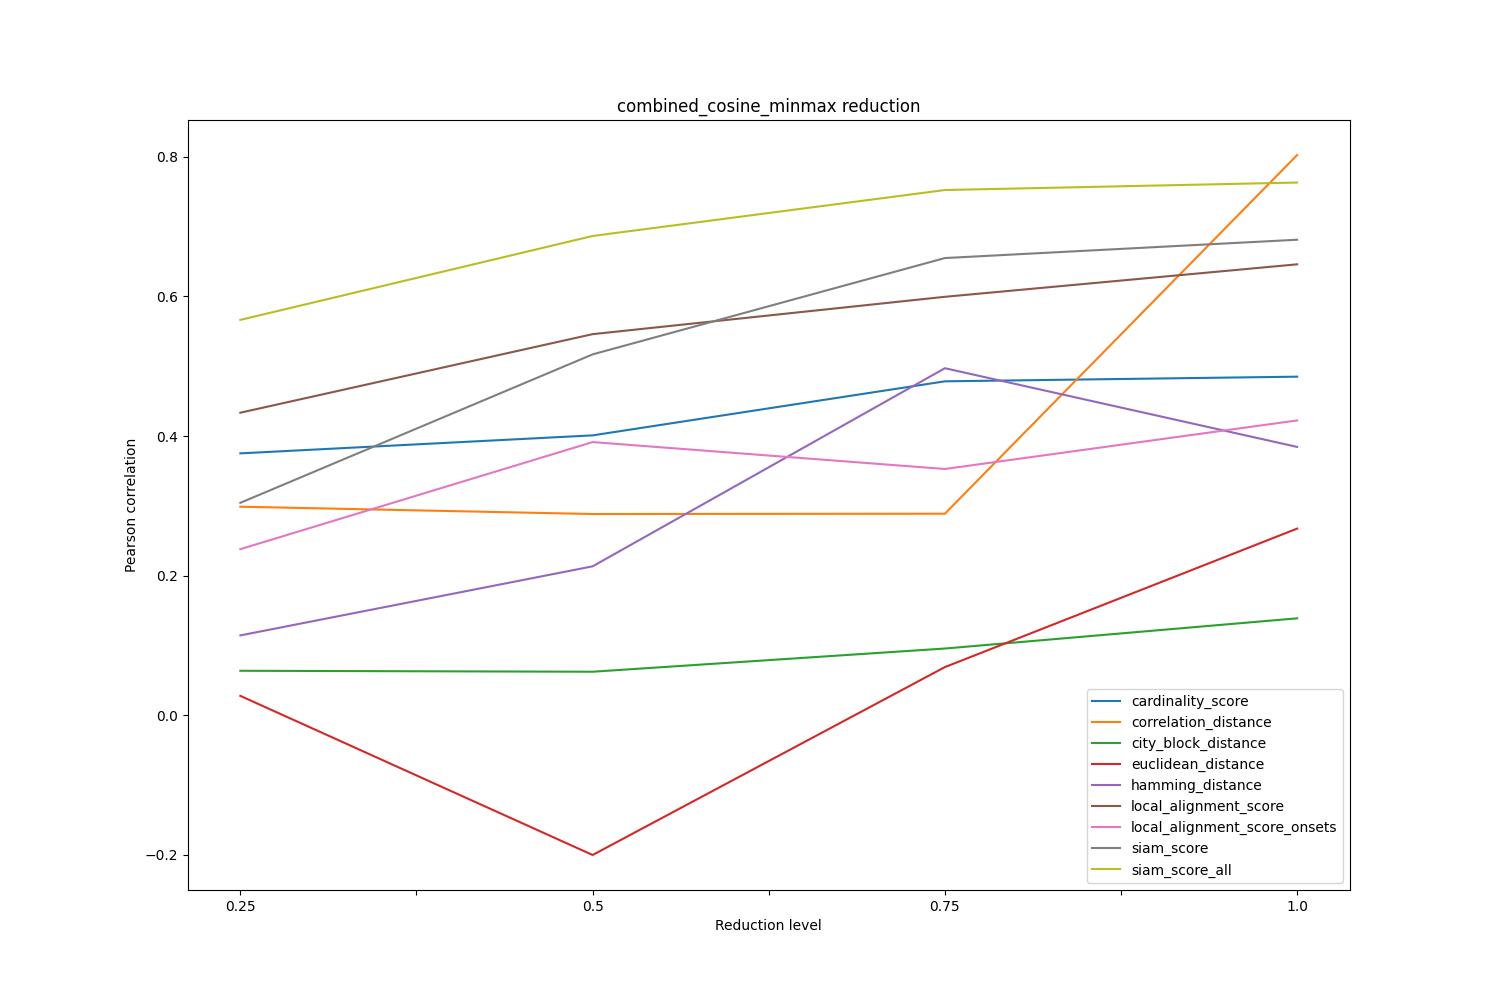 combined_cosine_minmax reduction
Pearson correlation
0.8
0.6
0.4
0.2
0.0
−0.2
cardinality_score
correlation_distance
city_block_distance
euclidean_distance
hamming_distance
local_alignment_score
local_alignment_score_onsets
siam_score
siam_score_all
0.25
0.5
0.75
1.0
Reduction level